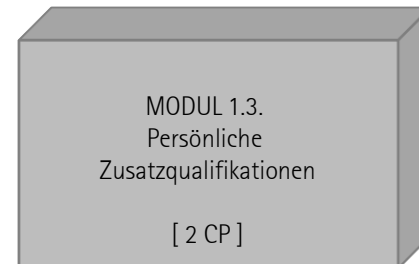 MODUL 1.3.
Persönliche
Zusatzqualifikationen
[ 2 CP ]